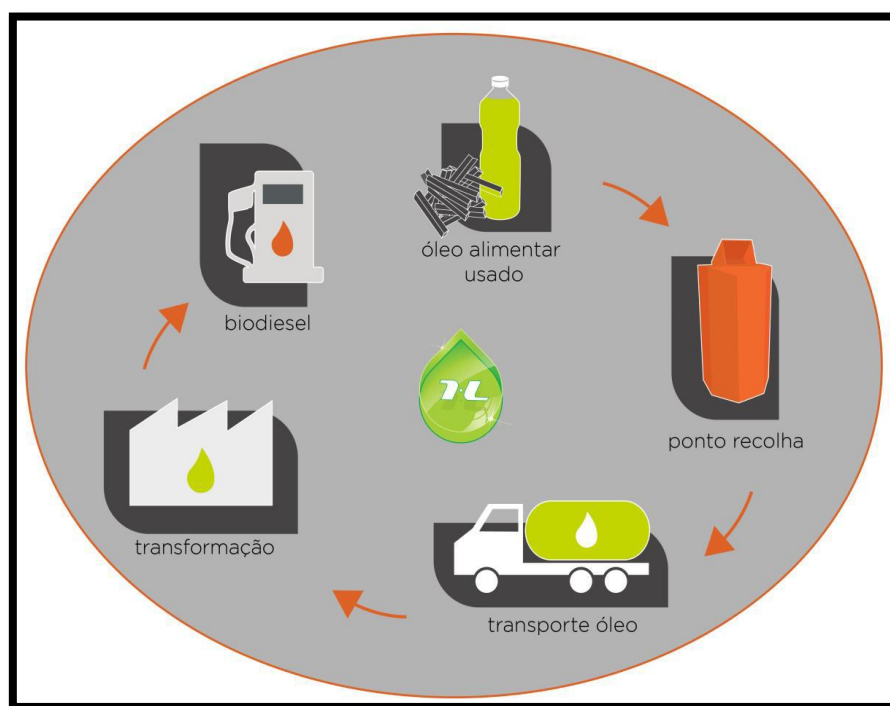 óleo alimentar
usado
ponto recolha
transporte óleo
transformação
biodiesel